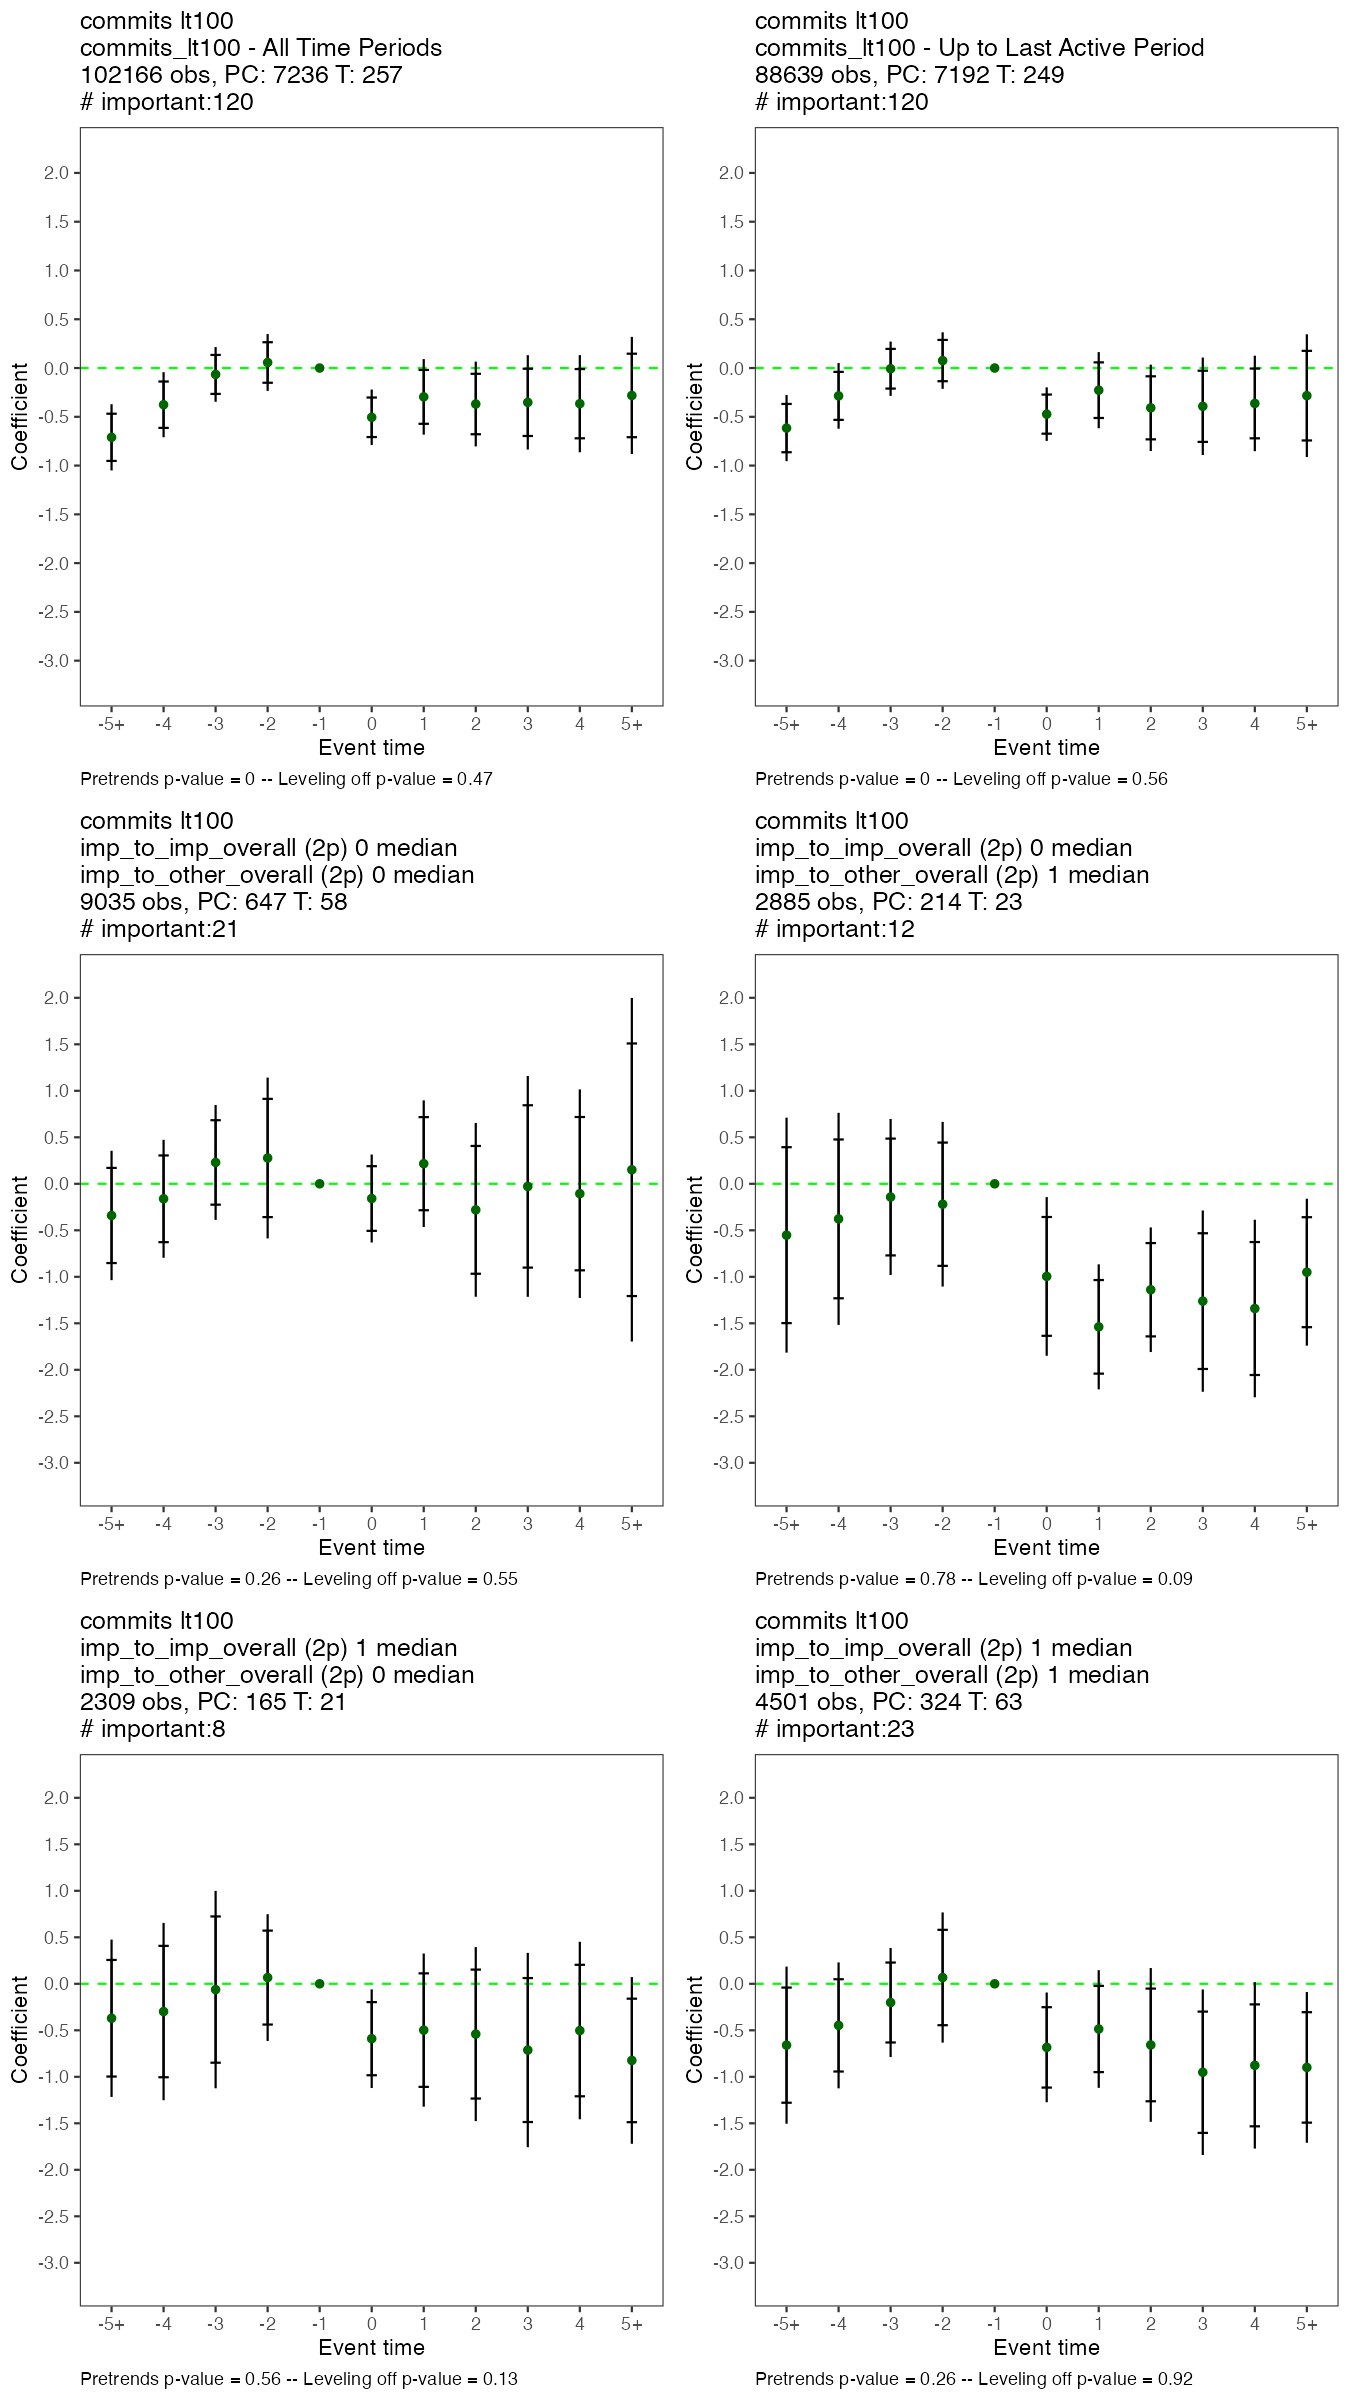 commits lt100
commits_lt100 - All Time Periods
102166 obs, PC: 7236 T: 257
# important:120
2.0
1.5
1.0
0.5
0.0
-0.5
-1.0
-1.5
-2.0
-2.5
-3.0
Coefficient
-5+ -4 -3 -2 -1 0 1 2 3 4 5+
Event time
Pretrends p-value = 0 -- Leveling off p-value = 0.47
commits lt100
commits_lt100 - Up to Last Active Period
88639 obs, PC: 7192 T: 249
# important:120
2.0
1.5
1.0
0.5
0.0
-0.5
-1.0
-1.5
-2.0
-2.5
-3.0
Coefficient
-5+ -4 -3 -2 -1 0 1 2 3 4 5+
Event time
Pretrends p-value = 0 -- Leveling off p-value = 0.56
commits lt100
imp_to_imp_overall (2p) 0 median
imp_to_other_overall (2p) 0 median
9035 obs, PC: 647 T: 58
# important:21
2.0
1.5
1.0
0.5
0.0
-0.5
-1.0
-1.5
-2.0
-2.5
-3.0
Coefficient
-5+ -4 -3 -2 -1 0 1 2 3 4 5+
Event time
Pretrends p-value = 0.26 -- Leveling off p-value = 0.55
commits lt100
imp_to_imp_overall (2p) 0 median
imp_to_other_overall (2p) 1 median
2885 obs, PC: 214 T: 23
# important:12
2.0
1.5
1.0
0.5
0.0
-0.5
-1.0
-1.5
-2.0
-2.5
-3.0
Coefficient
-5+ -4 -3 -2 -1 0 1 2 3 4 5+
Event time
Pretrends p-value = 0.78 -- Leveling off p-value = 0.09
commits lt100
imp_to_imp_overall (2p) 1 median
imp_to_other_overall (2p) 0 median
2309 obs, PC: 165 T: 21
# important:8
2.0
1.5
1.0
0.5
0.0
-0.5
-1.0
-1.5
-2.0
-2.5
-3.0
Coefficient
-5+ -4 -3 -2 -1 0 1 2 3 4 5+
Event time
Pretrends p-value = 0.56 -- Leveling off p-value = 0.13
commits lt100
imp_to_imp_overall (2p) 1 median
imp_to_other_overall (2p) 1 median
4501 obs, PC: 324 T: 63
# important:23
2.0
1.5
1.0
0.5
0.0
-0.5
-1.0
-1.5
-2.0
-2.5
-3.0
Coefficient
-5+ -4 -3 -2 -1 0 1 2 3 4 5+
Event time
Pretrends p-value = 0.26 -- Leveling off p-value = 0.92